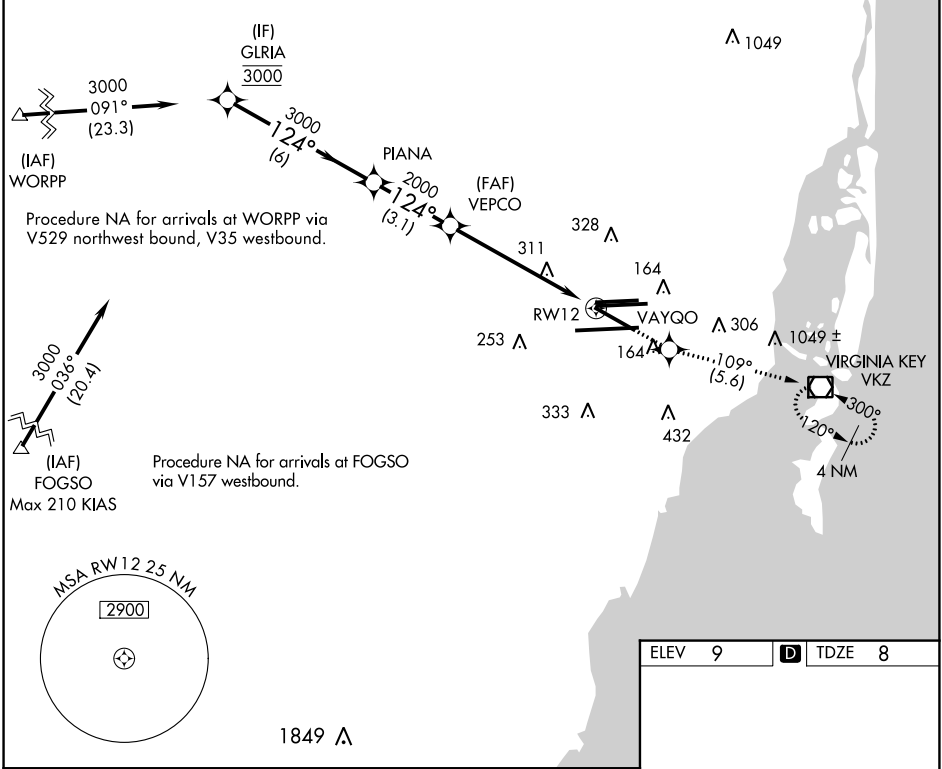 (IF)
GLRIA
3000
1049
3000
091°
(23.3)
(IAF)
WORPP
3000
124°
(6)
PIANA
2000
124°
(3.1)
(FAF)
VEPCO
Procedure NA for arrivals at WORPP via
V529 northwest bound, V35 westbound.
328
311
164
RW12
VAYQO
306
1049 ±
253
164
109°
(5.6)
VIRGINIA KEY
VKZ
300°
120°
4 NM
333
432
3000
036°
(20.4)
(IAF)
FOGSO
Max 210 KIAS
Procedure NA for arrivals at FOGSO
via V157 westbound.
MSA RW12 25 NM
2900
1849
ELEV 9 D TDZE 8